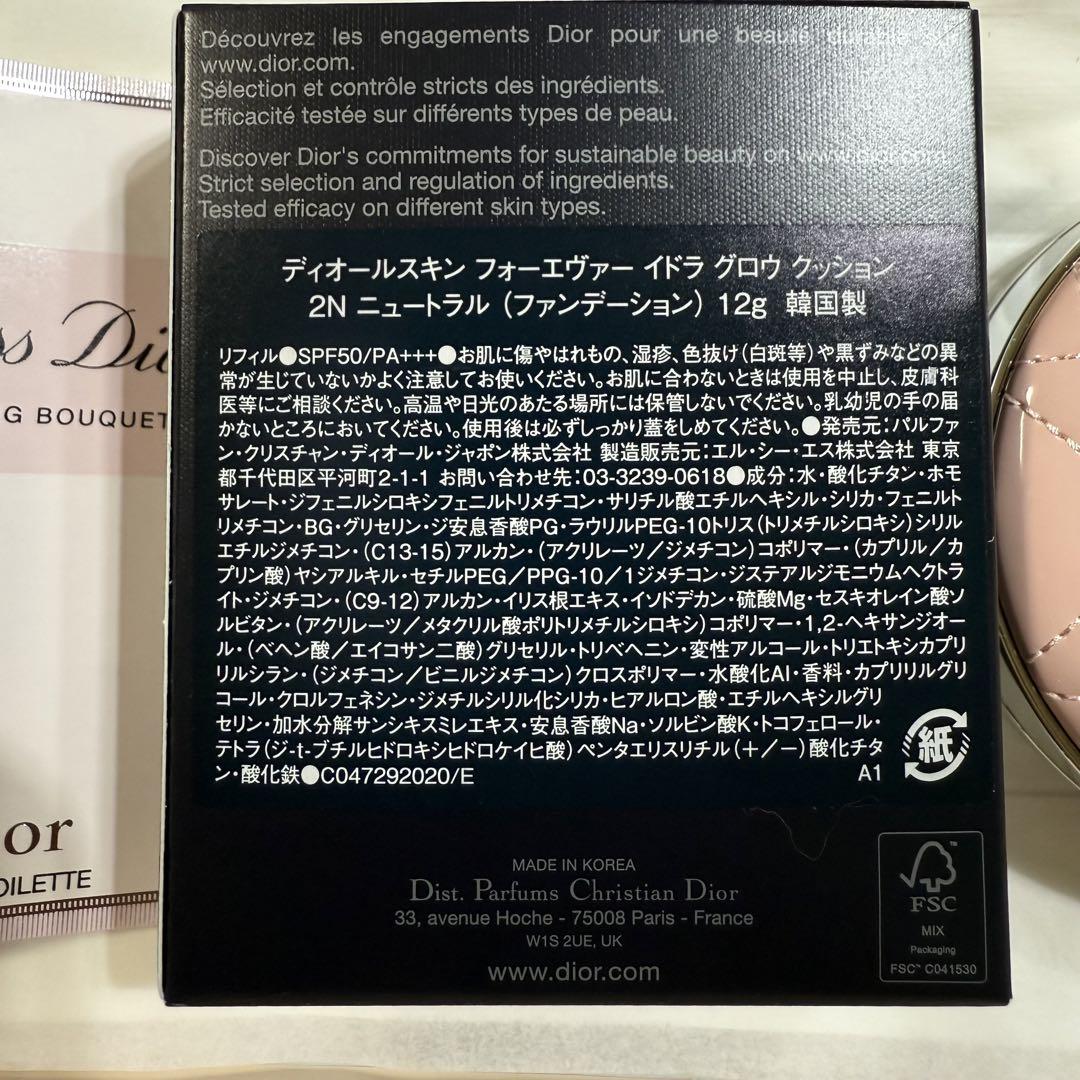 Découvrez les engagements Dior pour une beauté durable sur
www.dior.com.
Sélection et contrôle stricts des ingrédients.
Efficacité testée sur différents types de peau.
Discover Dior's commitments for sustainable beauty on www.dior.com.
Strict selection and regulation of ingredients.
Tested efficacy on different skin types.
ディオールスキン フォーエヴァー イドラ グロウ クッション
2N ニュートラル（ファンデーション）12g 韓国製
リフィル●SPF50/PA+++●お肌に傷やはれもの、湿疹、色抜け（白斑等）や黒ずみなどの異
常が生じていないかよく注意してお使いください。お肌に合わないときは使用を中止し、皮膚科
医等にご相談ください。高温や日光のあたる場所には保管しないでください。乳幼児の手の届
かないところにおいてください。使用後は必ずしっかり蓋をしめてください。●発売元：パルファ
ン・クリスチャン・ディオール・ジャポン株式会社 製造販売元：エル・シー・エス株式会社 東京
都千代田区平河町2-1-1 お問い合わせ先：03-3239-0618●成分：水・酸化チタン・ホモ
サレート・ジフェニルシロキシフェニルトリメチコン・サリチル酸エチルヘキシル・シリカ・フェニルト
リメチコン・BG・グリセリン・ジ安息香酸PG・ラウリルPEG-10トリス（トリメチルシロキシ）シリル
エチルジメチコン・（C13-15）アルカン・（アクリレーツ／ジメチコン）コポリマー・（カプリル／カ
プリン酸）ヤシアルキル・セチルPEG／PPG-10／1ジメチコン・ジステアルジモニウムヘクトラ
イト・ジメチコン・（C9-12）アルカン・イリス根エキス・イソドデカン・硫酸Mg・セスキオレイン酸ソ
ルビタン・（アクリレーツ／メタクリル酸ポリトリメチルシロキシ）コポリマー・1,2-ヘキサンジオー
ル・（ベヘン酸／エイコサン二酸）グリセリル・トリベヘニン・変性アルコール・トリエトキシカプリ
リルシラン・（ジメチコン／ビニルジメチコン）クロスポリマー・水酸化Al・香料・カプリリルグリ
コール・クロルフェネシン・ジメチルシリル化シリカ・ヒアルロン酸・エチルヘキシルグリ
セリン・加水分解サンシキスミレエキス・安息香酸Na・ソルビン酸K・トコフェロール・
テトラ（ジ-t-ブチルヒドロキシヒドロケイヒ酸）ペンタエリスリチル（＋／−）酸化チタ
ン・酸化鉄●C047292020/E
A1
紙
MADE IN KOREA
Dist. Parfums Christian Dior
33, avenue Hoche - 75008 Paris - France
W1S 2UE, UK
www.dior.com
FSC
MIX
Packaging
FSC™ C041530
BOUQUET